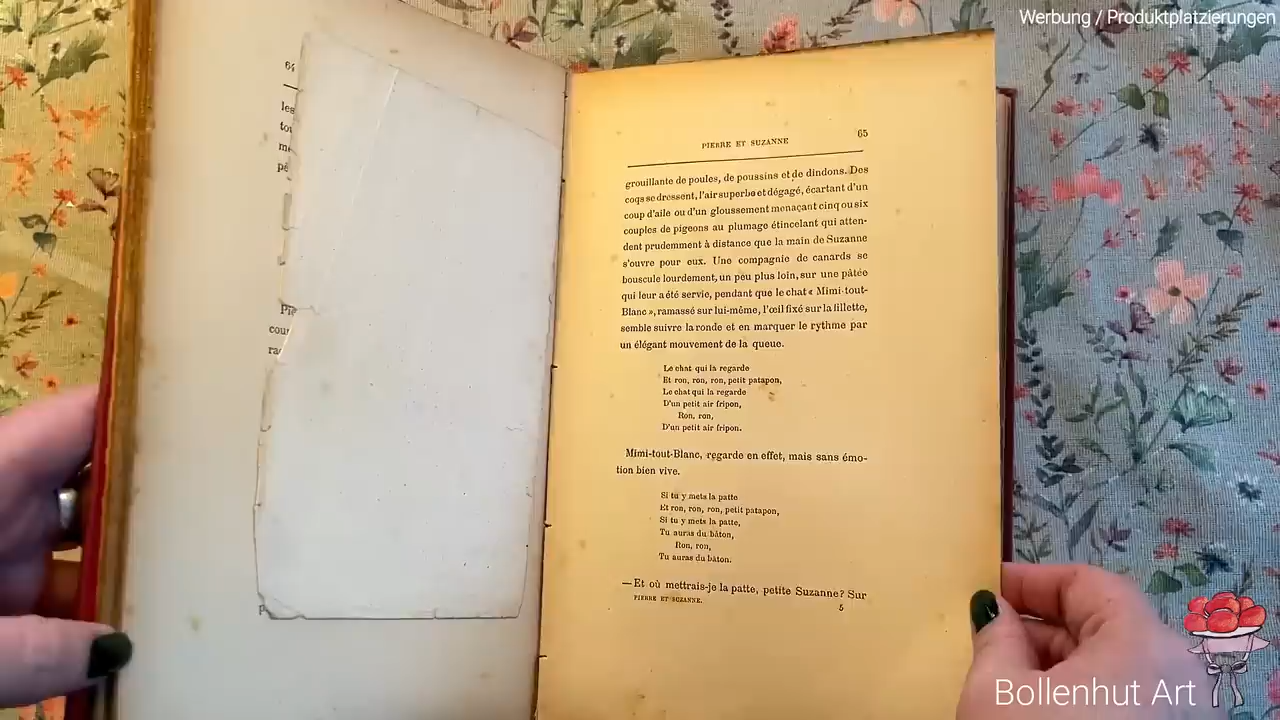 Werbung / Produktplatzierungen
64
les
tou
me
pê
Pie
cou
ra
P
PIERRE ET SUZANNE
65
grouillante de poules, de poussins et de dindons. Des
coqs se dressent, l'air superbe et dégagé, écartant d'un
coup d'aile ou d'un gloussement menaçant cinq ou six
couples de pigeons au plumage étincelant qui atten-
dent prudemment à distance que la main de Suzanne
s'ouvre pour eux. Une compagnie de canards se
bouscule lourdement, un peu plus loin, sur une pâtée
qui leur a été servie, pendant que le chat « Mimi-tout-
Blanc », ramassé sur lui-même, l'œil fixé sur la fillette,
semble suivre la ronde et en marquer le rythme par
un élégant mouvement de la queue.
Le chat qui la regarde
Et ron, ron, ron, petit patapon,
Le chat qui la regarde
D'un petit air fripon,
Ron, ron,
D'un petit air fripon.
Mimi-tout-Blanc, regarde en effet, mais sans émo-
tion bien vive.
Si tu y mets la patte
Et ron, ron, ron, petit patapon,
Si tu y mets la patte,
Tu auras du bâton,
Ron, ron,
Tu auras du bâton.
— Et où mettrais-je la patte, petite Suzanne? Sur
PIERRE ET SUZANNE.
5
Bollenhut Art